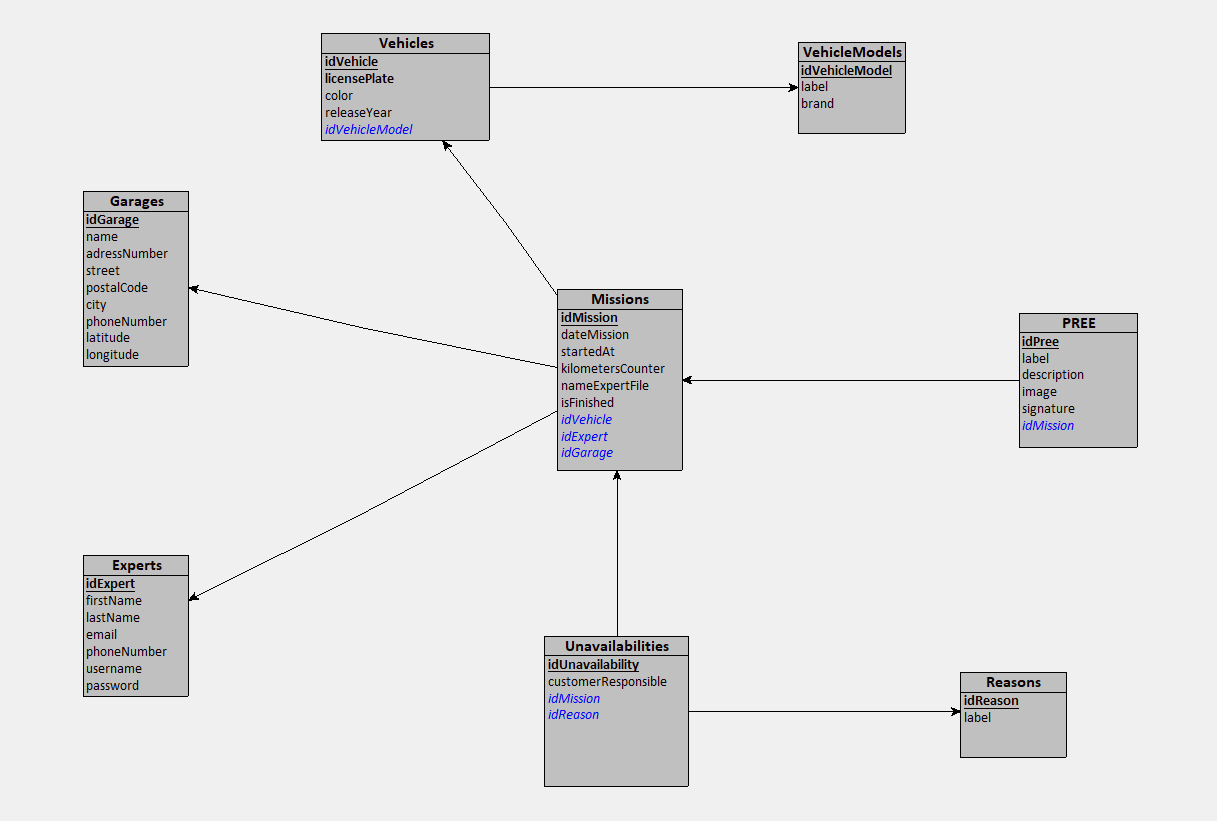 Vehicles
idVehicle
licensePlate
color
releaseYear
idVehicleModel
VehicleModels
idVehicleModel
label
brand
Garages
idGarage
name
adressNumber
street
postalCode
city
phoneNumber
latitude
longitude
Missions
idMission
dateMission
startedAt
kilometersCounter
nameExpertFile
isFinished
idVehicle
idExpert
idGarage
PREE
idPree
label
description
image
signature
idMission
Experts
idExpert
firstName
lastName
email
phoneNumber
username
password
Unavailabilities
idUnavailability
customerResponsible
idMission
idReason
Reasons
idReason
label